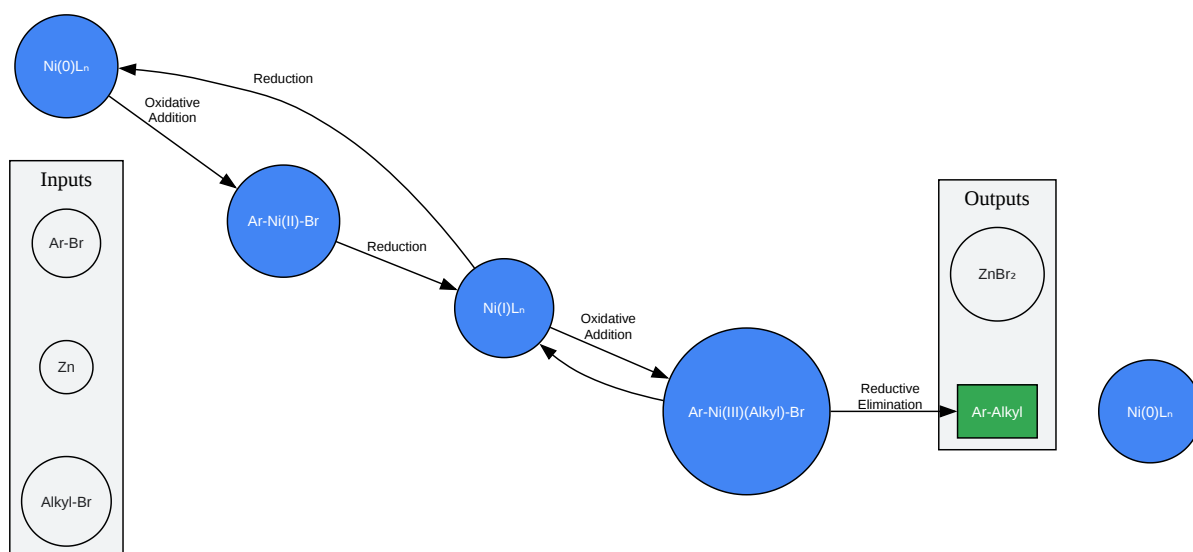 Ni(0)Lₙ
Reduction
Oxidative
Addition
Inputs
Ar-Br
Zn
Alkyl-Br
Ar-Ni(II)-Br
Reduction
Ni(I)Lₙ
Oxidative
Addition
Ar-Ni(III)(Alkyl)-Br
Reductive
Elimination
Outputs
ZnBr₂
Ar-Alkyl
Ni(0)Lₙ